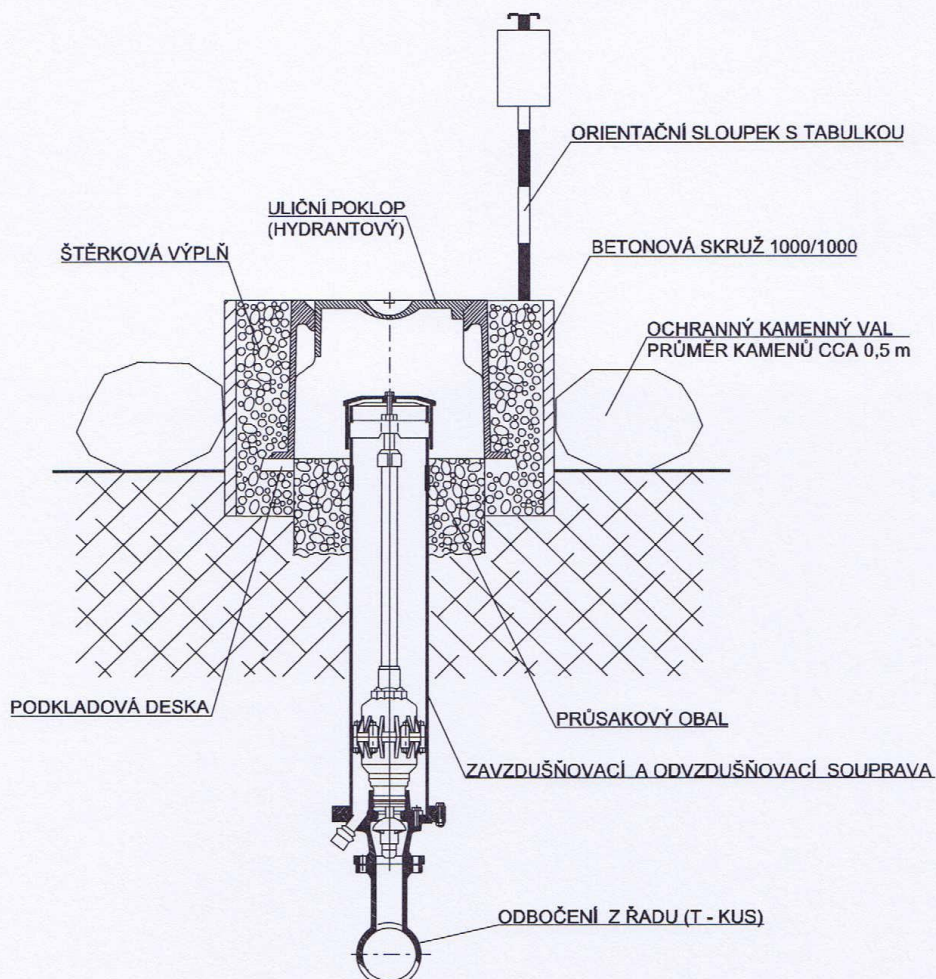 ORIENTAČNÍ SLOUPEK S TABULKOU
ULIČNÍ POKLOP
(HYDRANTOVÝ)
ŠTĚRKOVÁ VÝPLŇ
BETONOVÁ SKRUŽ 1000/1000
OCHRANNÝ KAMENNÝ VAL
PRŮMĚR KAMENŮ CCA 0,5 m
PODKLADOVÁ DESKA
PRŮSAKOVÝ OBAL
ZAVZDUŠŇOVACÍ A ODVZDUŠŇOVACÍ SOUPRAVA
ODBOČENÍ Z ŘADU (T - KUS)